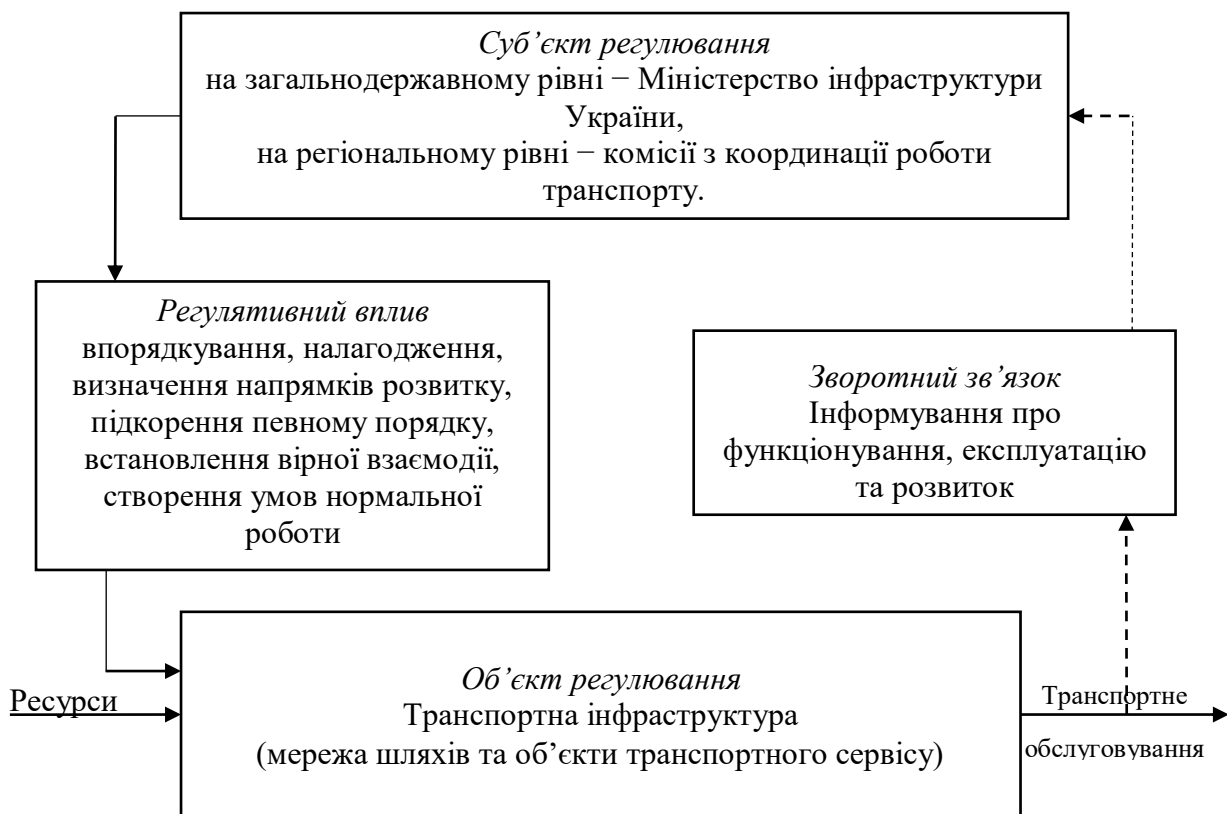 Суб’єкт регулювання
на загальнодержавному рівні − Міністерство інфраструктури
України,
на регіональному рівні − комісії з координації роботи
транспорту.
Регулятивний вплив
впорядкування, налагодження,
визначення напрямків розвитку,
підкорення певному порядку,
встановлення вірної взаємодії,
створення умов нормальної
роботи
Зворотний зв’язок
Інформування про
функціонування, експлуатацію
та розвиток
Ресурси
Об’єкт регулювання
Транспортна інфраструктура
(мережа шляхів та об’єкти транспортного сервісу)
Транспортне
обслуговування